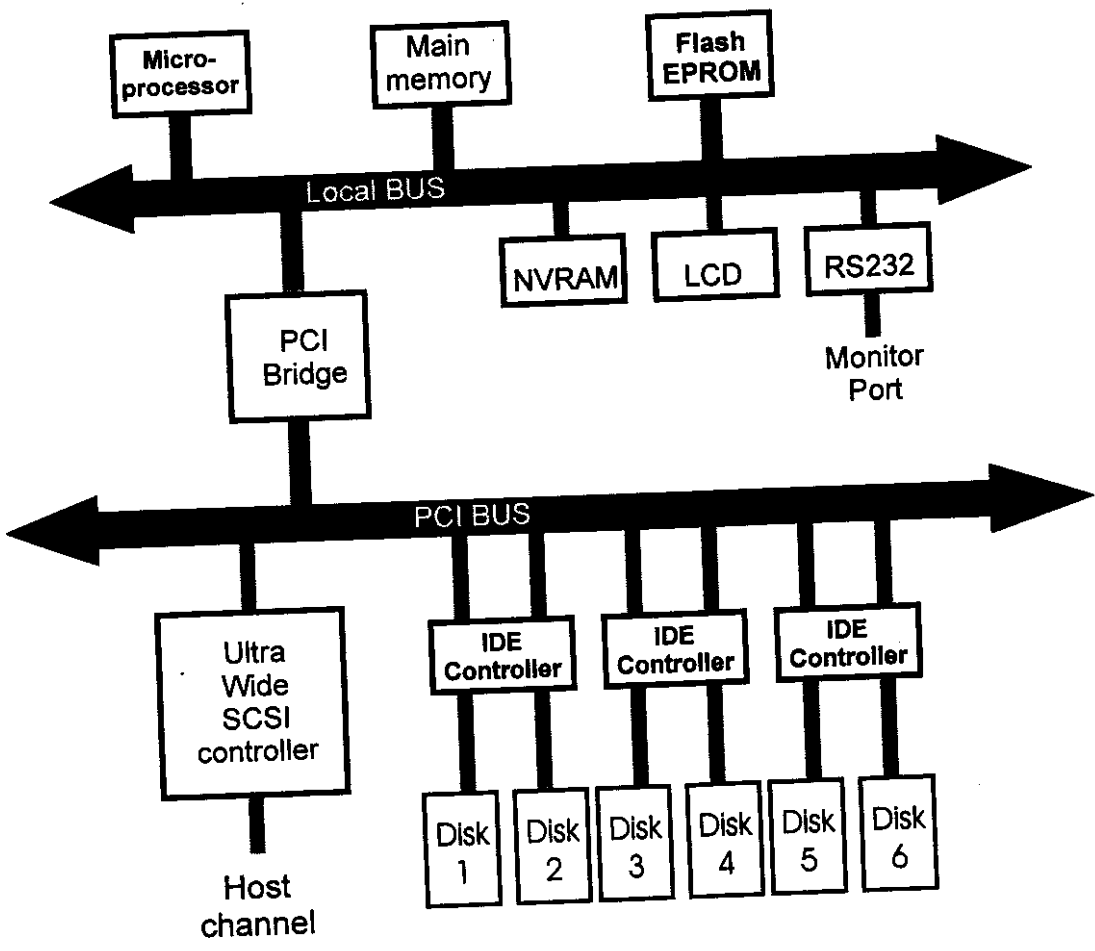 Micro-
processor
Main
memory
Flash
EPROM
Local BUS
NVRAM
LCD
RS232
PCI
Bridge
Monitor
Port
PCI BUS
Ultra
Wide
SCSI
controller
IDE
Controller
IDE
Controller
IDE
Controller
Disk
1
Disk
2
Disk
3
Disk
4
Disk
5
Disk
6
Host
channel